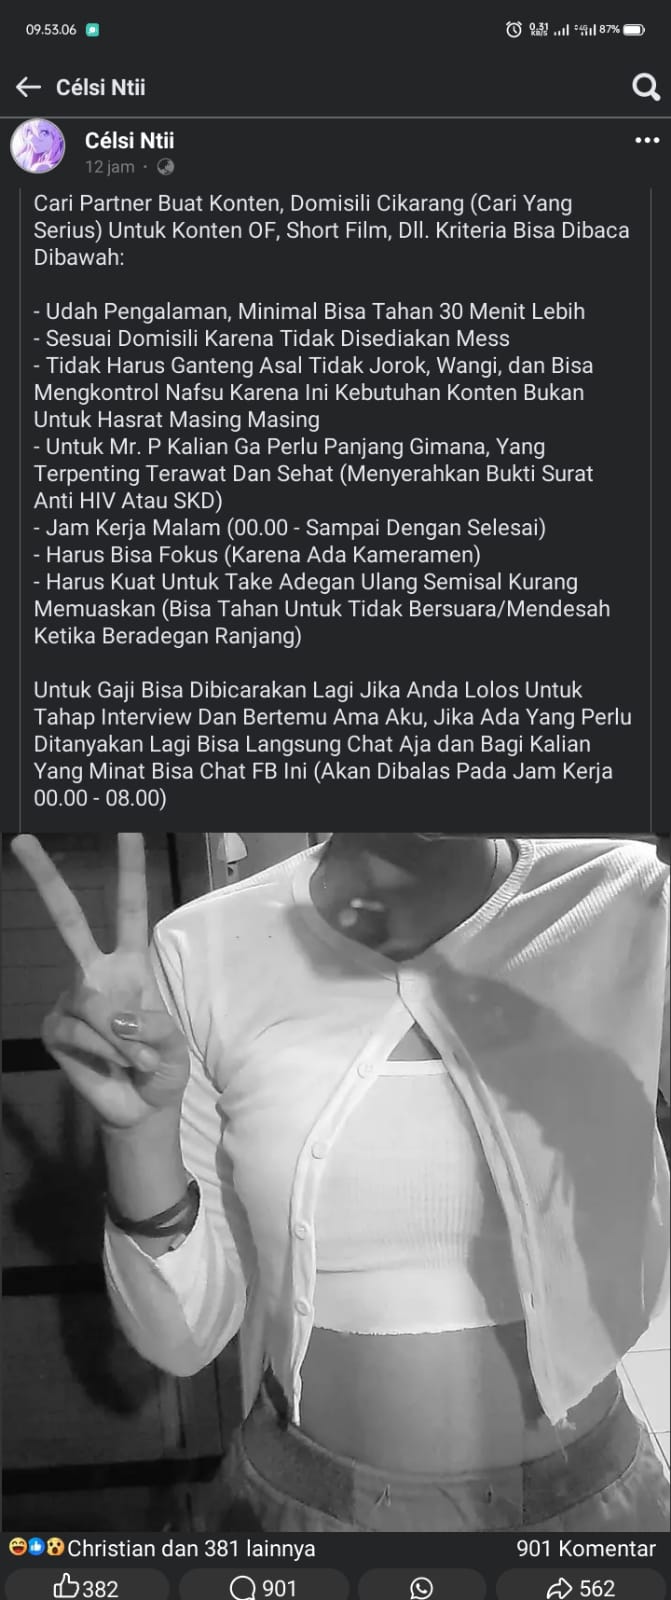 09.53.06
0.31 KB/S 4G 87%
Célsi Ntii
Célsi Ntii
12 jam ·
Cari Partner Buat Konten, Domisili Cikarang (Cari Yang
Serius) Untuk Konten OF, Short Film, Dll. Kriteria Bisa Dibaca
Dibawah:
- Udah Pengalaman, Minimal Bisa Tahan 30 Menit Lebih
- Sesuai Domisili Karena Tidak Disediakan Mess
- Tidak Harus Ganteng Asal Tidak Jorok, Wangi, dan Bisa
Mengkontrol Nafsu Karena Ini Kebutuhan Konten Bukan
Untuk Hasrat Masing Masing
- Untuk Mr. P Kalian Ga Perlu Panjang Gimana, Yang
Terpenting Terawat Dan Sehat (Menyerahkan Bukti Surat
Anti HIV Atau SKD)
- Jam Kerja Malam (00.00 - Sampai Dengan Selesai)
- Harus Bisa Fokus (Karena Ada Kameramen)
- Harus Kuat Untuk Take Adegan Ulang Semisal Kurang
Memuaskan (Bisa Tahan Untuk Tidak Bersuara/Mendesah
Ketika Beradegan Ranjang)
Untuk Gaji Bisa Dibicarakan Lagi Jika Anda Lolos Untuk
Tahap Interview Dan Bertemu Ama Aku, Jika Ada Yang Perlu
Ditanyakan Lagi Bisa Langsung Chat Aja dan Bagi Kalian
Yang Minat Bisa Chat FB Ini (Akan Dibalas Pada Jam Kerja
00.00 - 08.00)
Christian dan 381 lainnya 901 Komentar
382 901 562